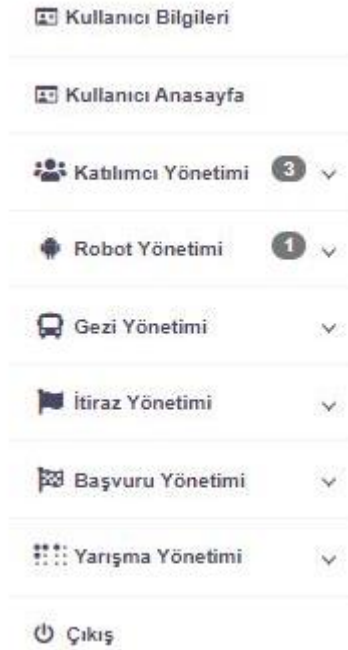 Kullanıcı Bilgileri
Kullanıcı Anasayfa
Katılımcı Yönetimi 3
Robot Yönetimi 1
Gezi Yönetimi
İtiraz Yönetimi
Başvuru Yönetimi
Yarışma Yönetimi
Çıkış